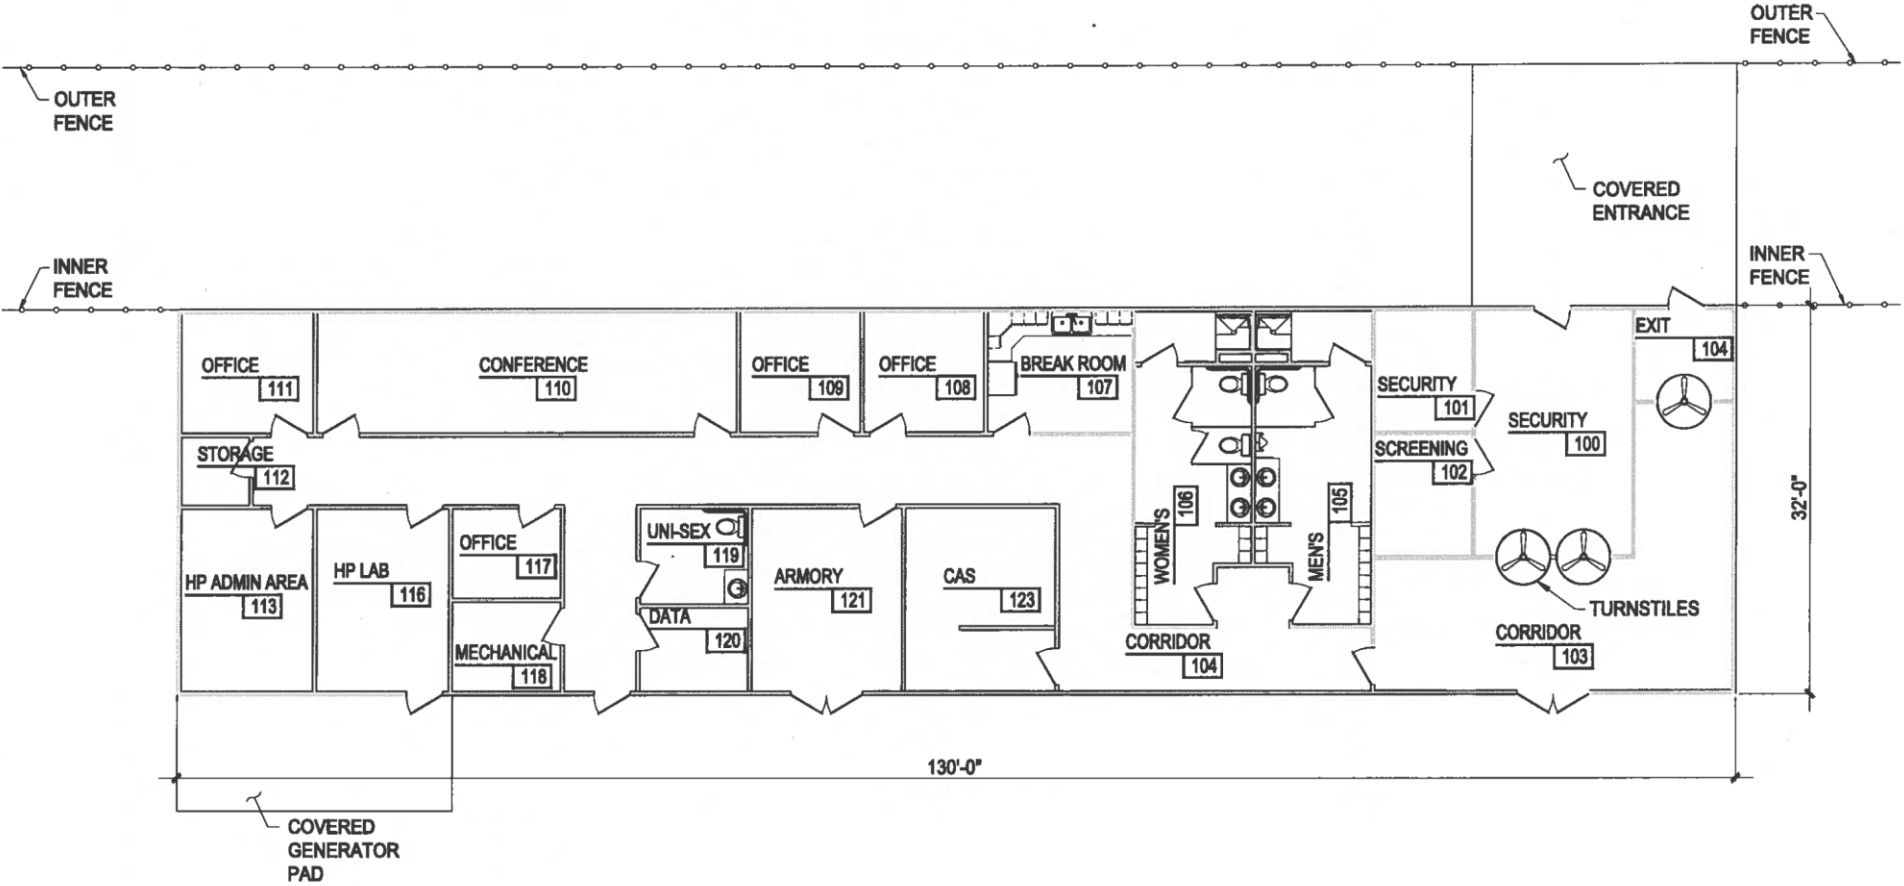 OUTER
FENCE
OUTER
FENCE
COVERED
ENTRANCE
INNER
FENCE
INNER
FENCE
OFFICE
111
CONFERENCE
110
OFFICE
109
OFFICE
108
BREAK ROOM
107
SECURITY
101
SECURITY
100
EXIT
104
STORAGE
112
SCREENING
102
WOMEN'S
106
MEN'S
105
32'-0"
HP ADMIN AREA
113
HP LAB
116
OFFICE
117
MECHANICAL
118
UNI-SEX
119
DATA
120
ARMORY
121
CAS
123
CORRIDOR
104
TURNSTILES
CORRIDOR
103
130'-0"
COVERED
GENERATOR
PAD